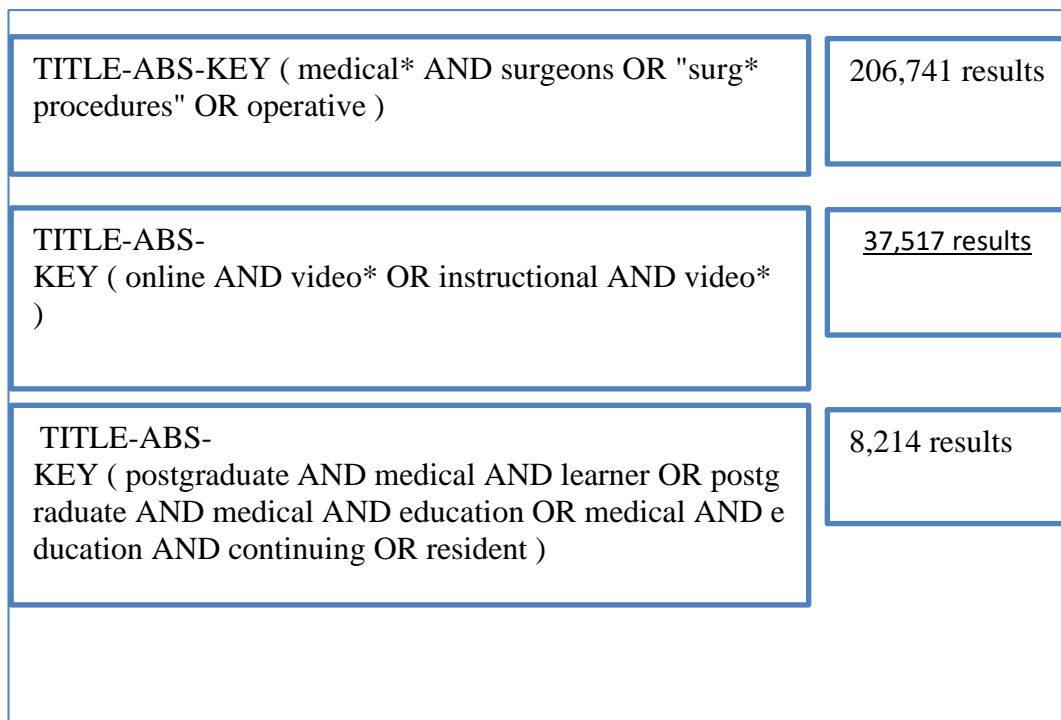 TITLE-ABS-KEY ( medical* AND surgeons OR "surg*
procedures" OR operative )
206,741 results
TITLE-ABS-
KEY ( online AND video* OR instructional AND video*
)
37,517 results
TITLE-ABS-
KEY ( postgraduate AND medical AND learner OR postg
raduate AND medical AND education OR medical AND e
ducation AND continuing OR resident )
8,214 results